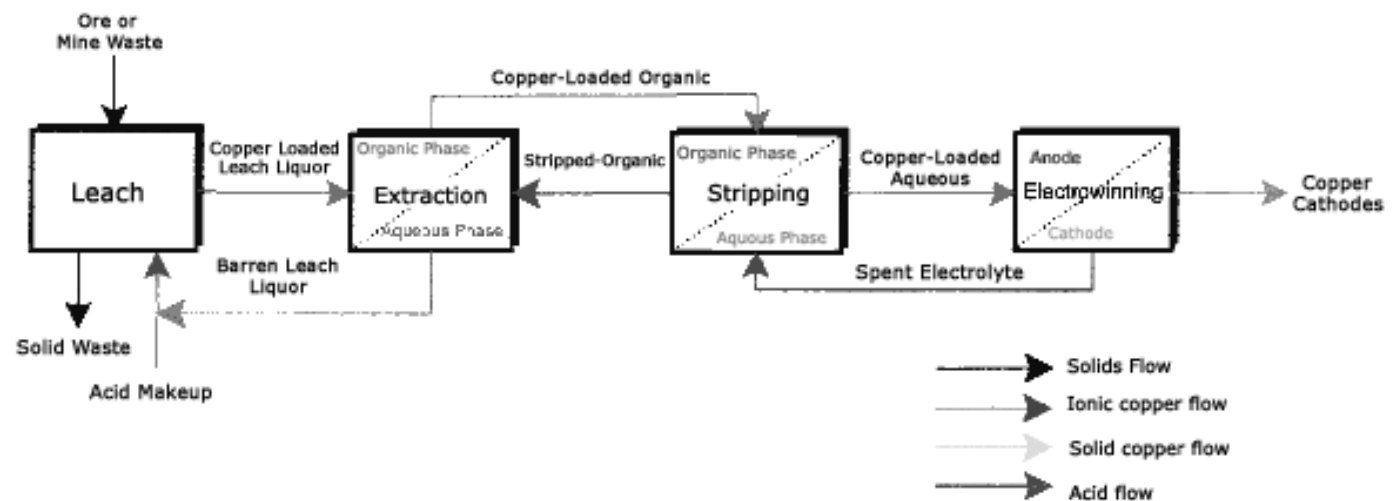 Ore or
Mine Waste
Copper-Loaded Organic
Copper Loaded
Leach Liquor
Organic Phase
Extraction
Aqueous Phase
Stripped-Organic
Organic Phase
Stripping
Aquous Phase
Copper-Loaded
Aqueous
Anode
Electrowinning
Cathode
Copper
Cathodes
Leach
Barren Leach
Liquor
Spent Electrolyte
Solid Waste
Acid Makeup
Solids Flow
Ionic copper flow
Solid copper flow
Acid flow